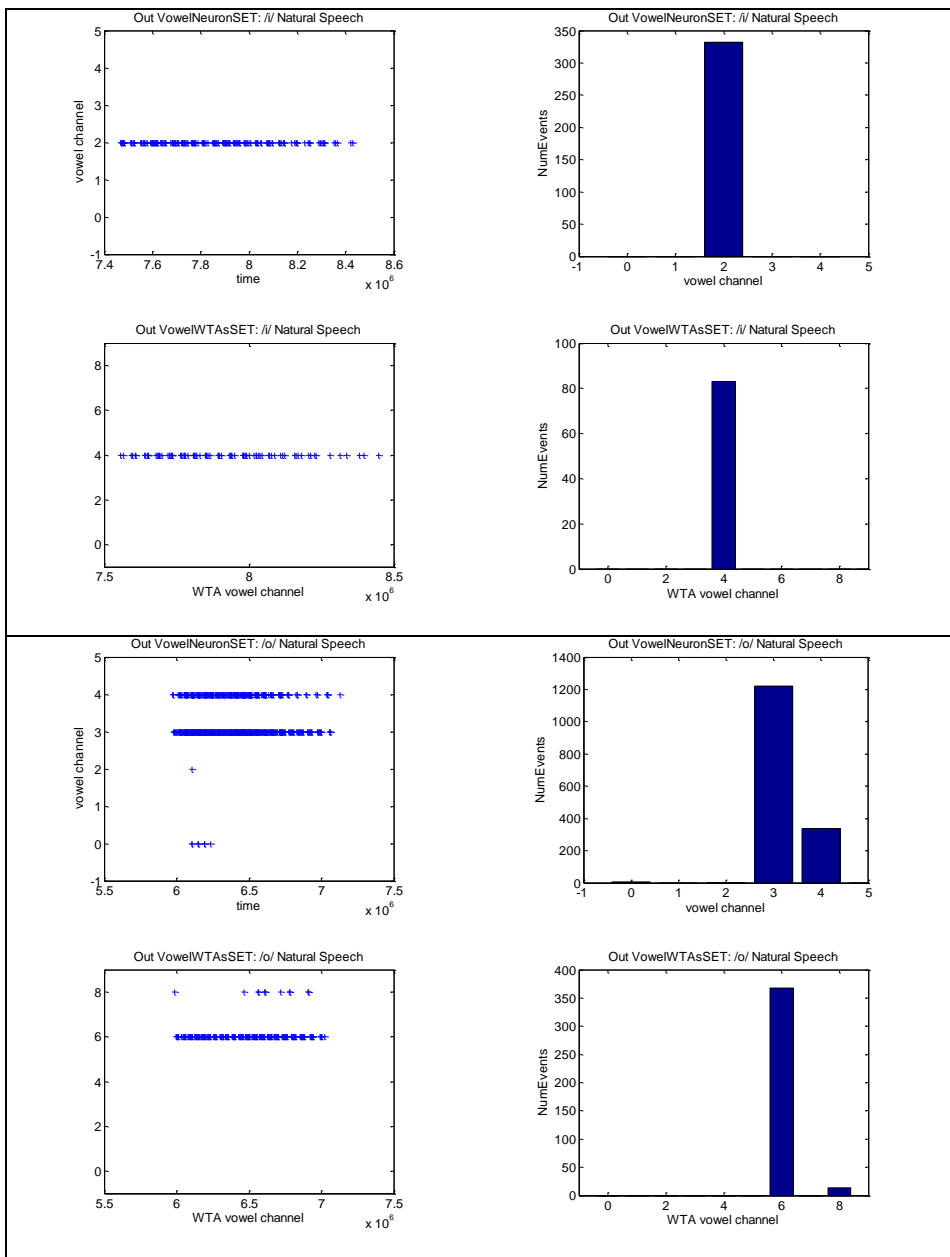 Out VowelNeuronSET: /i/ Natural Speech
5
4
3
2
1
0
-1
vowel channel
7.4 7.6 7.8 8 8.2 8.4 8.6
time
x 10^6
Out VowelNeuronSET: /i/ Natural Speech
350
300
250
200
150
100
50
0
NumEvents
-1 0 1 2 3 4 5
vowel channel
Out VowelWTAsSET: /i/ Natural Speech
8
6
4
2
0
7.5 8 8.5
WTA vowel channel
x 10^6
Out VowelWTAsSET: /i/ Natural Speech
100
80
60
40
20
0
NumEvents
0 2 4 6 8
WTA vowel channel
Out VowelNeuronSET: /o/ Natural Speech
5
4
3
2
1
0
-1
vowel channel
5.5 6 6.5 7 7.5
time
x 10^6
Out VowelNeuronSET: /o/ Natural Speech
1400
1200
1000
800
600
400
200
0
NumEvents
-1 0 1 2 3 4 5
vowel channel
Out VowelWTAsSET: /o/ Natural Speech
8
6
4
2
0
5.5 6 6.5 7 7.5
WTA vowel channel
x 10^6
Out VowelWTAsSET: /o/ Natural Speech
400
350
300
250
200
150
100
50
0
NumEvents
0 2 4 6 8
WTA vowel channel